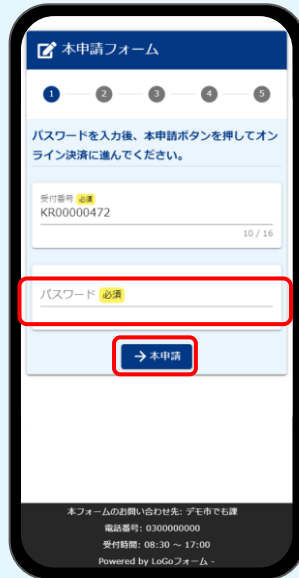 本申請フォーム
1 2 3 4 5
パスワードを入力後、本申請ボタンを押してオン
ライン決済に進んでください。
受付番号 必須
KR00000472
10 / 16
パスワード 必須
→本申請
本フォームのお問い合わせ先: デモ市でも課
電話番号: 0300000000
受付時間: 08:30 ～ 17:00
Powered by LoGoフォーム -